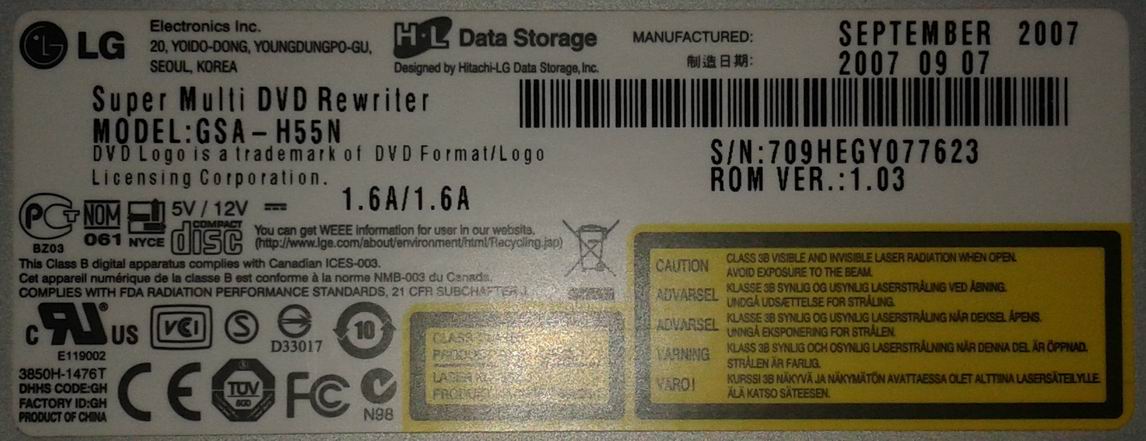 LG
Electronics Inc.
20, YOIDO-DONG, YOUNGDUNGPO-GU,
SEOUL, KOREA
H·L Data Storage
Designed by Hitachi-LG Data Storage,Inc.
MANUFACTURED:
制造日期:
SEPTEMBER 2007
2007 09 07
Super Multi DVD Rewriter
MODEL:GSA-H55N
DVD Logo is a trademark of DVD Format/Logo
Licensing Corporation.
S/N:709HEGY077623
ROM VER.:1.03
1.6A/1.6A
PCT
BZ03
NOM
061
NYCE
5V / 12V
COMPACT
disc
You can get WEEE information for user in our website.
(http://www.lge.com/about/environment/html/Recycling.jsp)
This Class B digital apparatus complies with Canadian ICES-003.
Cet appareil numérique de la classe B est conforme à la norme NMB-003 du Canada.
COMPLIES WITH FDA RADIATION PERFORMANCE STANDARDS, 21 CFR SUBCHAPTER J.
C UR US
E119002
VCI
S
D33017
10
3850H-1476T
DHHS CODE:GH
FACTORY ID:GH
PRODUCT OF CHINA
CE
TÜV
FC
N98
CLASS
LASER
CAUTION CLASS 3B VISIBLE AND INVISIBLE LASER RADIATION WHEN OPEN.
AVOID EXPOSURE TO THE BEAM.
ADVARSEL KLASSE 3B SYNLIG OG USYNLIG LASERSTRÅLING VED ÅBNING.
UNDGÅ UDSÆTTELSE FOR STRÅLING.
ADVARSEL KLASSE 3B SYNLIG OG USYNLIG LASERSTRÅLING NÅR DEKSEL ÅPENS.
UNNGÅ EKSPONERING FOR STRÅLEN.
VARNING KLASS 3B SYNLIG OCH OSYNLIG LASERSTRÅLNING NÄR DENNA DEL ÄR ÖPPNAD.
STRÅLEN ÄR FARLIG.
VARO! KURSSI 3B NÄKYVÄ JA NÄKYMÄTÖN AVATTAESSA OLET ALTTIINA LASERSÄTEILYLLE.
ÄLÄ KATSO SÄTEESEN.